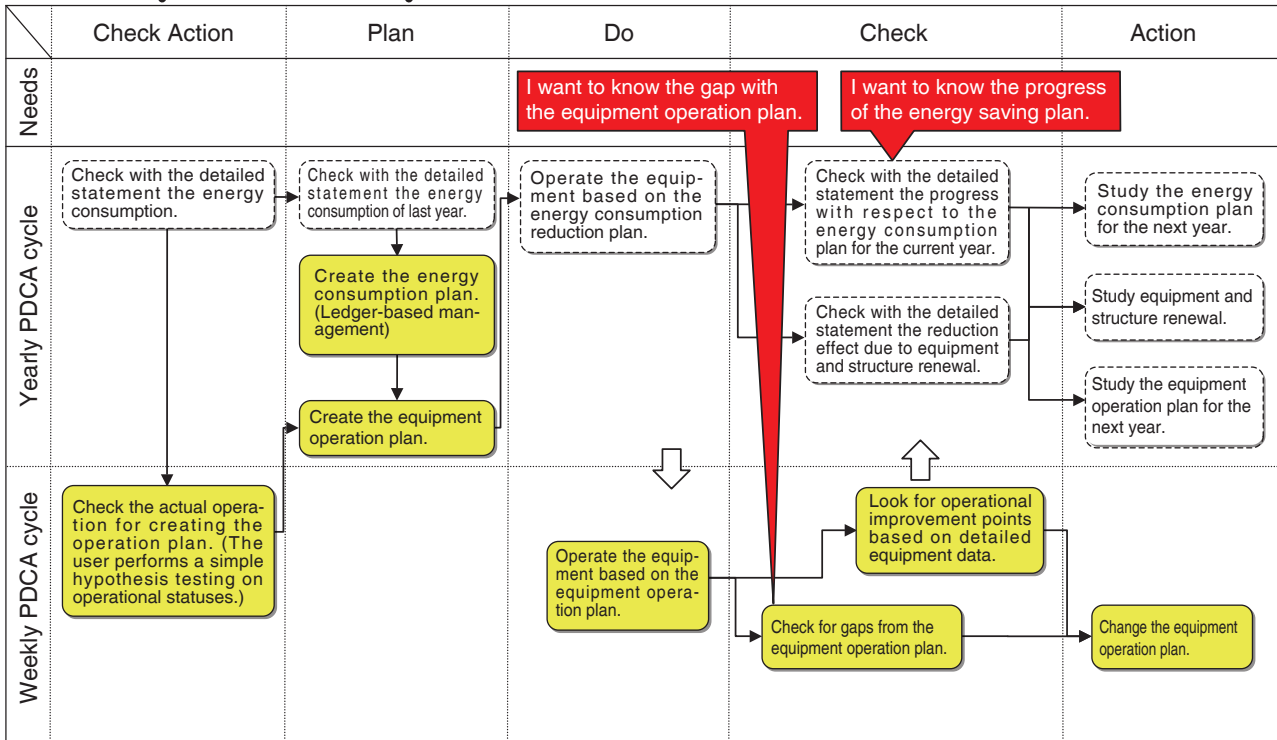 Check Action
Plan
Do
Check
Action
Needs
I want to know the gap with
the equipment operation plan.
I want to know the progress
of the energy saving plan.
Yearly PDCA cycle
Check with the detailed
statement the energy
consumption.
Check with the detailed
statement the energy
consumption of last year.
Create the energy
consumption plan.
(Ledger-based man-
agement)
Create the equipment
operation plan.
Operate the equip-
ment based on the
energy consumption
reduction plan.
Check with the detailed
statement the progress
with respect to the
energy consumption
plan for the current year.
Check with the detailed
statement the reduction
effect due to equipment
and structure renewal.
Study the energy
consumption plan
for the next year.
Study equipment and
structure renewal.
Study the equipment
operation plan for the
next year.
Weekly PDCA cycle
Check the actual opera-
tion for creating the
operation plan. (The
user performs a simple
hypothesis testing on
operational statuses.)
Operate the equip-
ment based on the
equipment opera-
tion plan.
Look for operational
improvement points
based on detailed
equipment data.
Check for gaps from the
equipment operation plan.
Change the equipment
operation plan.